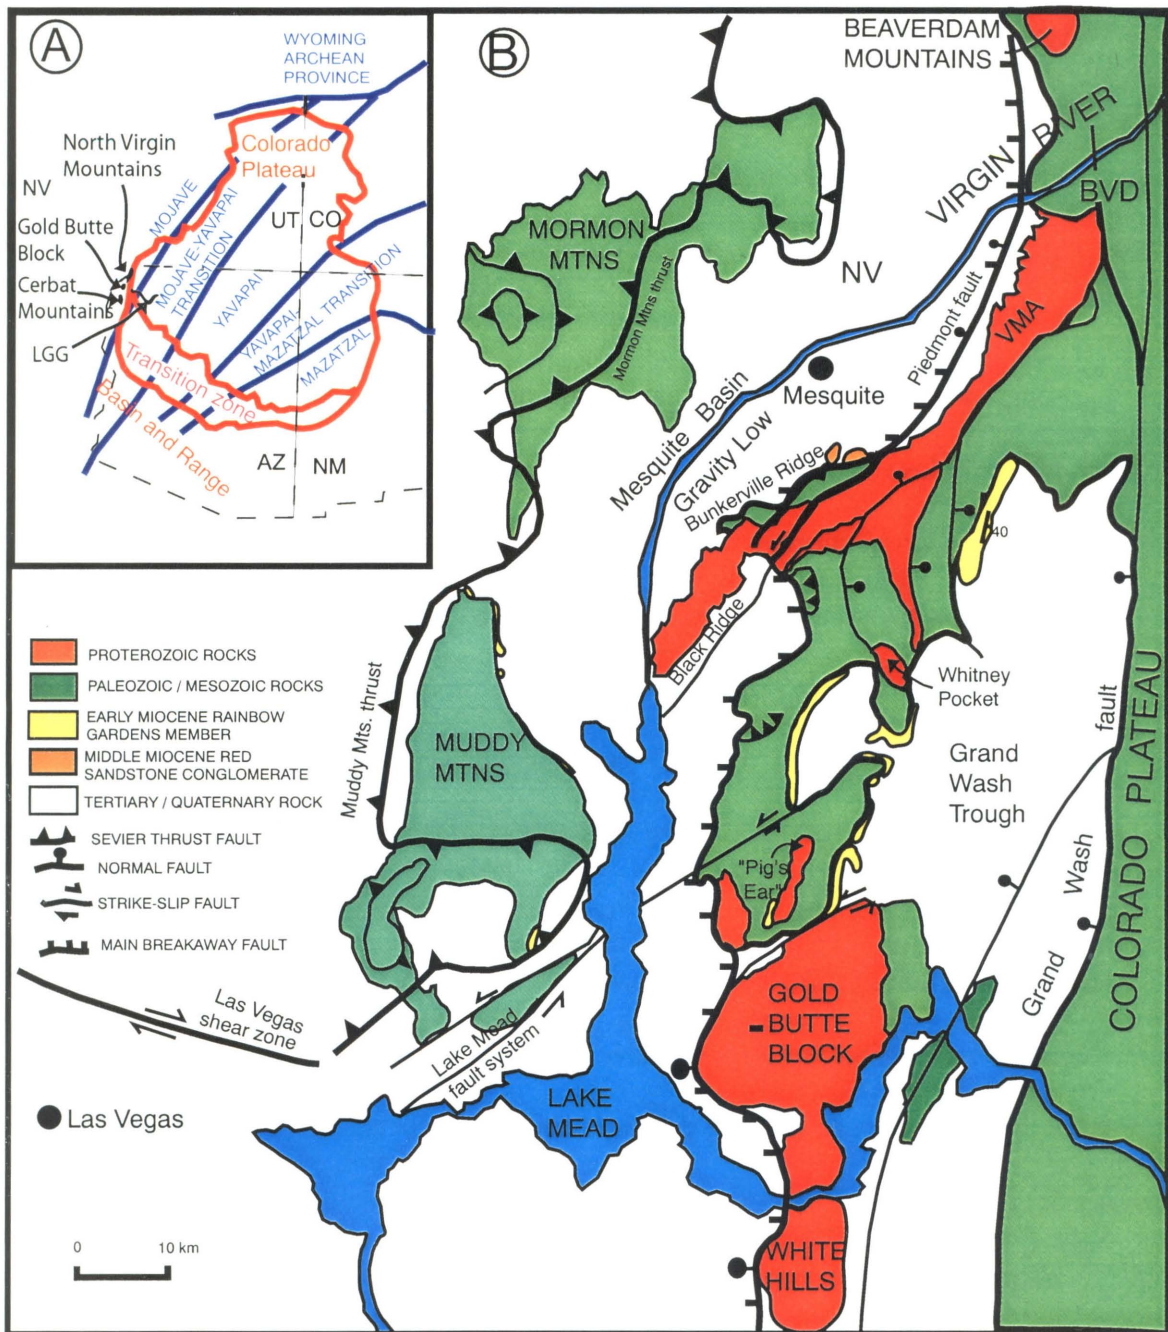 A
WYOMING
ARCHEAN
PROVINCE
North Virgin
Mountains
NV
Gold Butte
Block
Cerbat
Mountains
LGG
Colorado
Plateau
MOJAVE
MOJAVE-YAVAPAI
TRANSITION
UT
CO
YAVAPAI
YAVAPAI-
MAZATZAL TRANSITION
MAZATZAL
Transition zone
Basin and Range
AZ
NM
B
BEAVERDAM
MOUNTAINS
VIRGIN RIVER
BVD
MORMON
MTNS
Mormon Mtns thrust
NV
VMA
Piedmont fault
Mesquite
Mesquite Basin
Gravity Low
Bunkerville Ridge
40
Black Ridge
Whitney
Pocket
PROTEROZOIC ROCKS
PALEOZOIC / MESOZOIC ROCKS
EARLY MIOCENE RAINBOW
GARDENS MEMBER
MIDDLE MIOCENE RED
SANDSTONE CONGLOMERATE
TERTIARY / QUATERNARY ROCK
SEVIER THRUST FAULT
NORMAL FAULT
STRIKE-SLIP FAULT
MAIN BREAKAWAY FAULT
Muddy Mts. thrust
MUDDY
MTNS
Grand
Wash
Trough
Grand Wash fault
COLORADO PLATEAU
"Pig's
Ear"
GOLD
BUTTE
BLOCK
Las Vegas
shear zone
Lake Mead
fault system
Las Vegas
LAKE
MEAD
WHITE
HILLS
0
10 km